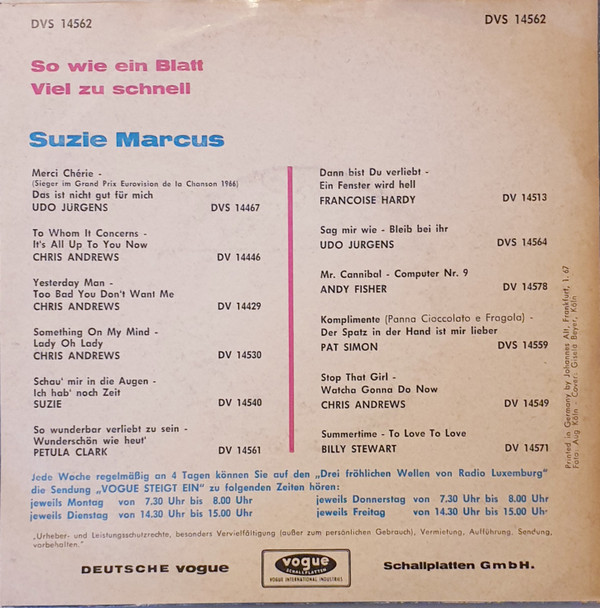 DVS 14562
DVS 14562
So wie ein Blatt
Viel zu schnell
Suzie Marcus
Merci Chérie -
(Sieger im Grand Prix Eurovision de la Chanson 1966)
Das ist nicht gut für mich
UDO JÜRGENS DVS 14467
To Whom It Concerns -
It's All Up To You Now
CHRIS ANDREWS DV 14446
Yesterday Man -
Too Bad You Don't Want Me
CHRIS ANDREWS DV 14429
Something On My Mind -
Lady Oh Lady
CHRIS ANDREWS DV 14530
Schau' mir in die Augen -
Ich hab' noch Zeit
SUZIE DV 14540
So wunderbar verliebt zu sein -
Wunderschön wie heut'
PETULA CLARK DV 14561
Dann bist Du verliebt -
Ein Fenster wird hell
FRANCOISE HARDY DV 14513
Sag mir wie - Bleib bei ihr
UDO JURGENS DVS 14564
Mr. Cannibal - Computer Nr. 9
ANDY FISHER DV 14578
Komplimente (Panna Cioccolato e Fragola) -
Der Spatz in der Hand ist mir lieber
PAT SIMON DVS 14559
Stop That Girl -
Watcha Gonna Do Now
CHRIS ANDREWS DV 14549
Summertime - To Love To Love
BILLY STEWART DV 14571
Printed in Germany by Johannes Alt, Frankfurt, 1. 67
Foto: Aug Köln - Cover: Gisela Beyer, Köln
Jede Woche regelmäßig an 4 Tagen können Sie auf den „Drei fröhlichen Wellen von Radio Luxemburg"
die Sendung „VOGUE STEIGT EIN" zu folgenden Zeiten hören:
jeweils Montag von 7.30 Uhr bis 8.00 Uhr jeweils Donnerstag von 7.30 Uhr bis 8.00 Uhr
jeweils Dienstag von 14.30 Uhr bis 15.00 Uhr jeweils Freitag von 14.30 Uhr bis 15.00 Uhr
„Urheber- und Leistungsschutzrechte, besonders Vervielfältigung (außer zum persönlichen Gebrauch), Vermietung, Aufführung, Sendung,
vorbehalten."
DEUTSCHE VOGUE
vogue
SCHALLPLATTEN
VOGUE INTERNATIONAL INDUSTRIES
Schallplatten GmbH.